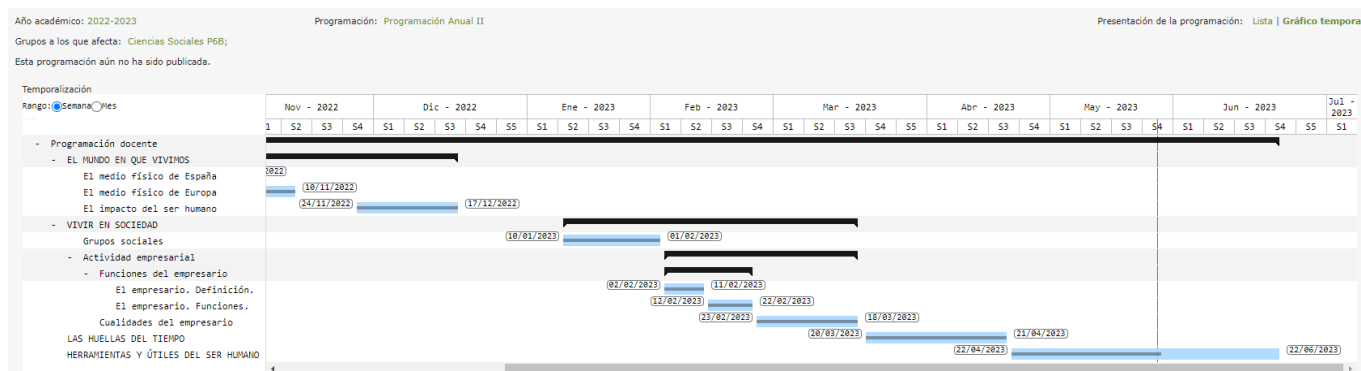 Año académico: 2022-2023 Programación: Programación Anual II Presentación de la programación: Lista | Gráfico tempora
Grupos a los que afecta: Ciencias Sociales P6B;
Esta programación aún no ha sido publicada.
Temporalización
Rango: Semana Mes
Nov - 2022 Dic - 2022 Ene - 2023 Feb - 2023 Mar - 2023 Abr - 2023 May - 2023 Jun - 2023 Jul - 2023
1 S2 S3 S4 S1 S2 S3 S4 S5 S1 S2 S3 S4 S1 S2 S3 S4 S1 S2 S3 S4 S5 S1 S2 S3 S4 S1 S2 S3 S4 S1 S2 S3 S4 S5 S1
- Programación docente
- EL MUNDO EN QUE VIVIMOS
El medio físico de España 2022
El medio físico de Europa 10/11/2022
El impacto del ser humano 24/11/2022 17/12/2022
- VIVIR EN SOCIEDAD
Grupos sociales 10/01/2023 01/02/2023
- Actividad empresarial
- Funciones del empresario
El empresario. Definición. 02/02/2023 11/02/2023
El empresario. Funciones. 12/02/2023 22/02/2023
Cualidades del empresario 23/02/2023 18/03/2023
LAS HUELLAS DEL TIEMPO 20/03/2023 21/04/2023
HERRAMIENTAS Y ÚTILES DEL SER HUMANO 22/04/2023 22/06/2023